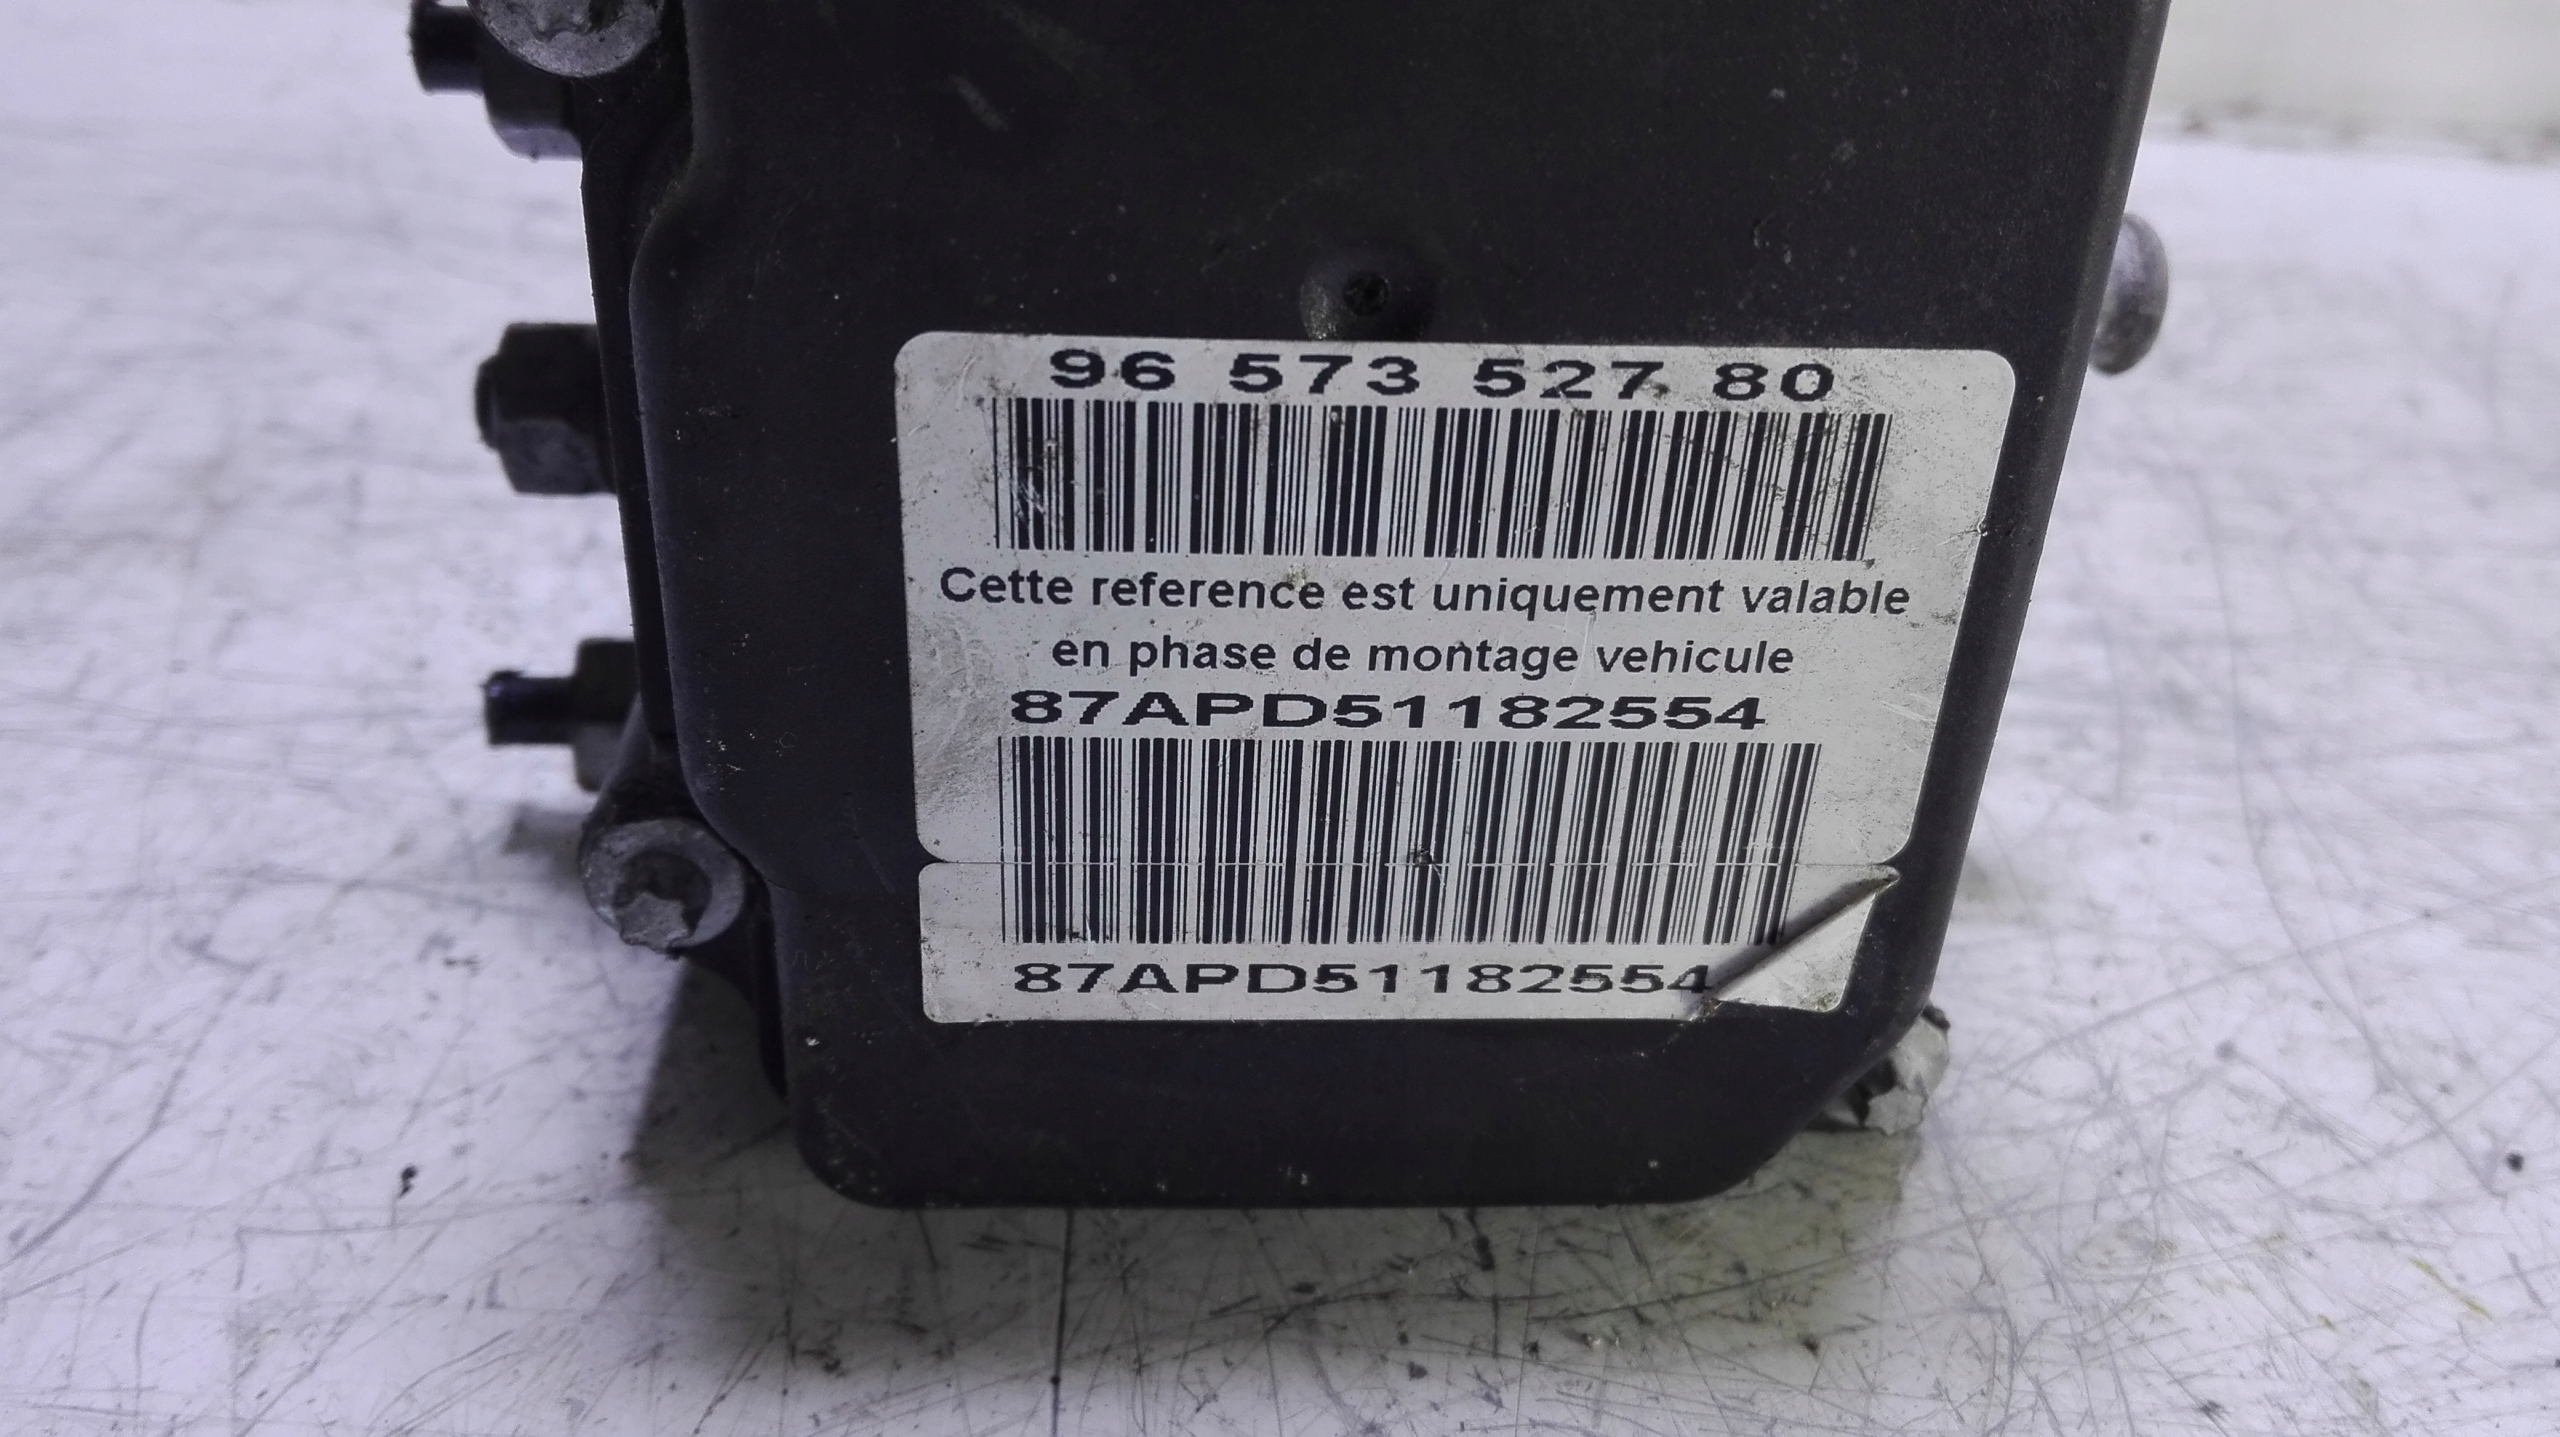 96 573 527 80
Cette reference est uniquement valable
en phase de montage vehicule
87APD51182554
87APD51182554